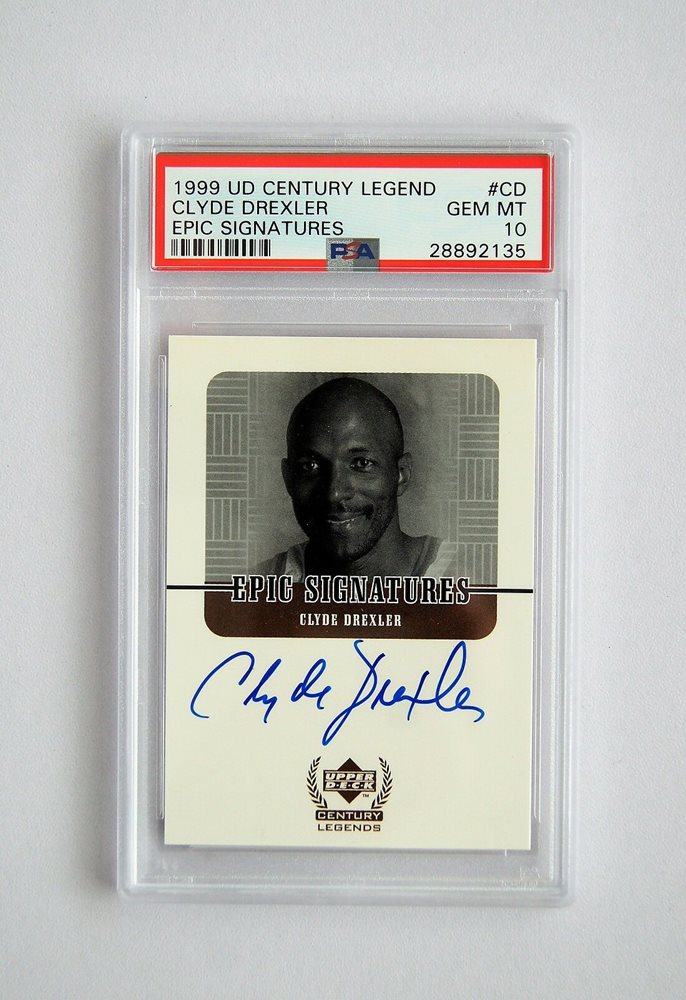 1999 UD CENTURY LEGEND #CD
CLYDE DREXLER GEM MT
EPIC SIGNATURES 10
PSA 28892135
EPIC SIGNATURES
CLYDE DREXLER
Clyde Drexler
UPPER
D·E·C·K
TM
CENTURY
LEGENDS